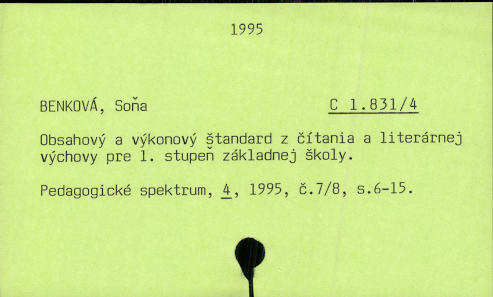 1995
BENKOVÁ, Soňa C 1.831/4
Obsahový a výkonový štandard z čítania a literárnej
výchovy pre 1. stupeň základnej školy.
Pedagogické spektrum, 4, 1995, č.7/8, s.6-15.